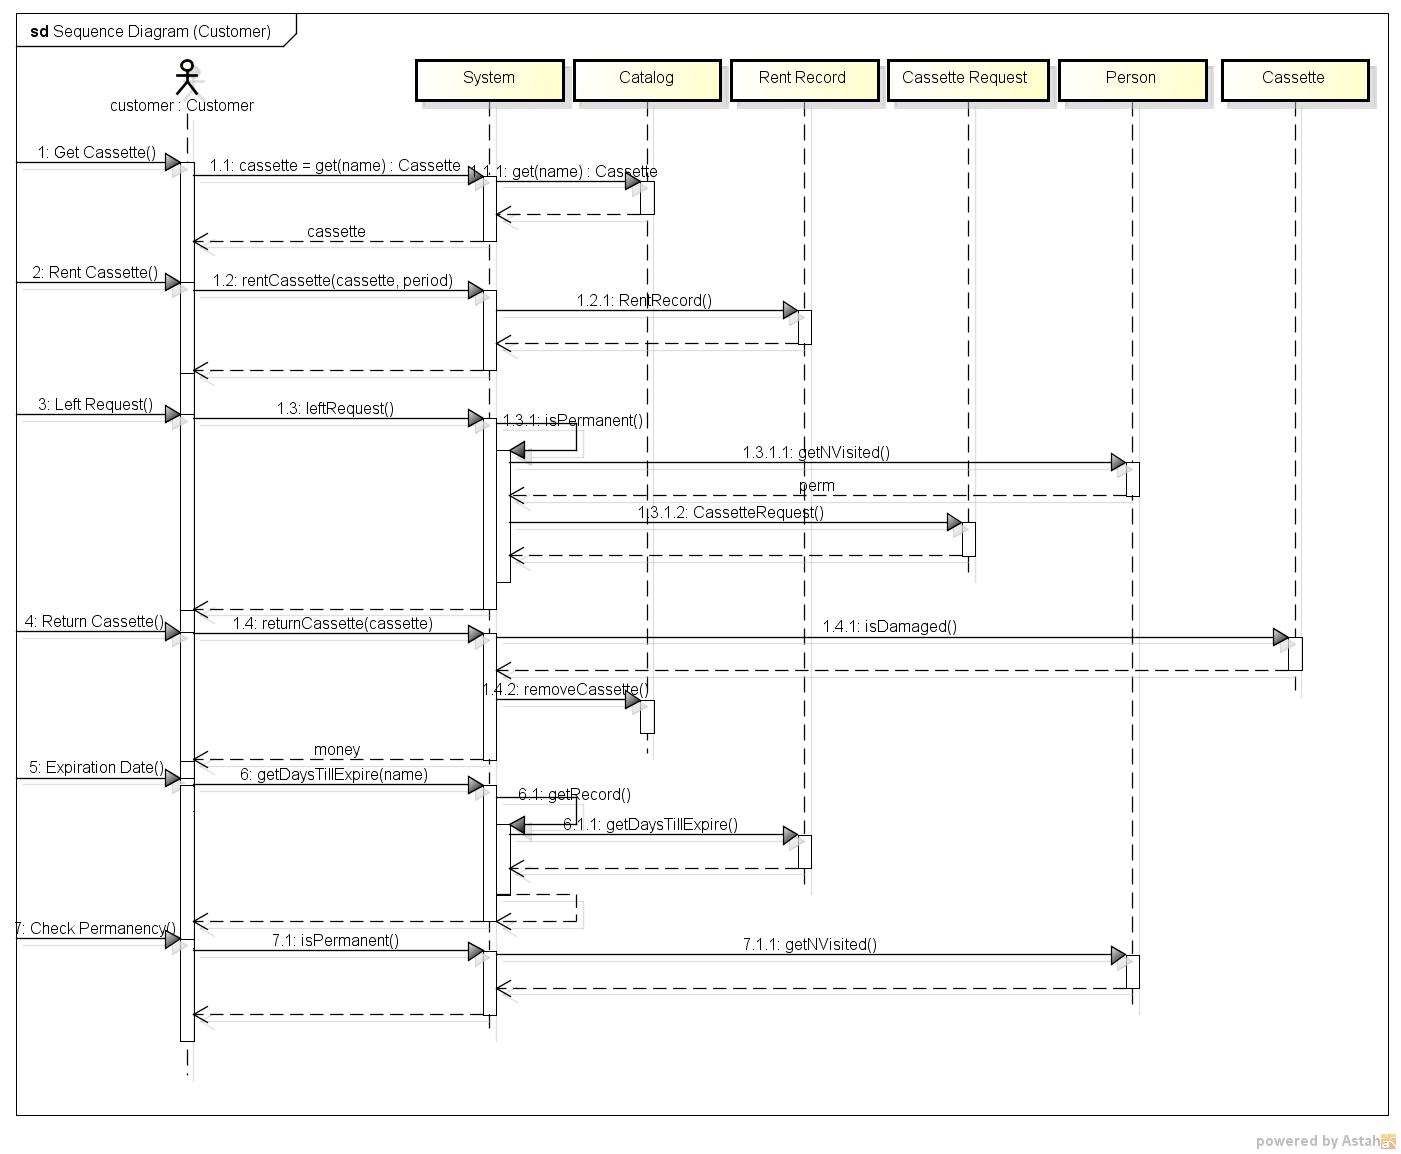 sd Sequence Diagram (Customer)
customer : Customer
System
Catalog
Rent Record
Cassette Request
Person
Cassette
1: Get Cassette()
1.1: cassette = get(name) : Cassette
1.1.1: get(name) : Cassette
cassette
2: Rent Cassette()
1.2: rentCassette(cassette, period)
1.2.1: RentRecord()
3: Left Request()
1.3: leftRequest()
1.3.1: isPermanent()
1.3.1.1: getNVisited()
perm
1.3.1.2: CassetteRequest()
4: Return Cassette()
1.4: returnCassette(cassette)
1.4.1: isDamaged()
1.4.2: removeCassette()
money
5: Expiration Date()
6: getDaysTillExpire(name)
6.1: getRecord()
6.1.1: getDaysTillExpire()
7: Check Permanency()
7.1: isPermanent()
7.1.1: getNVisited()
powered by Astah